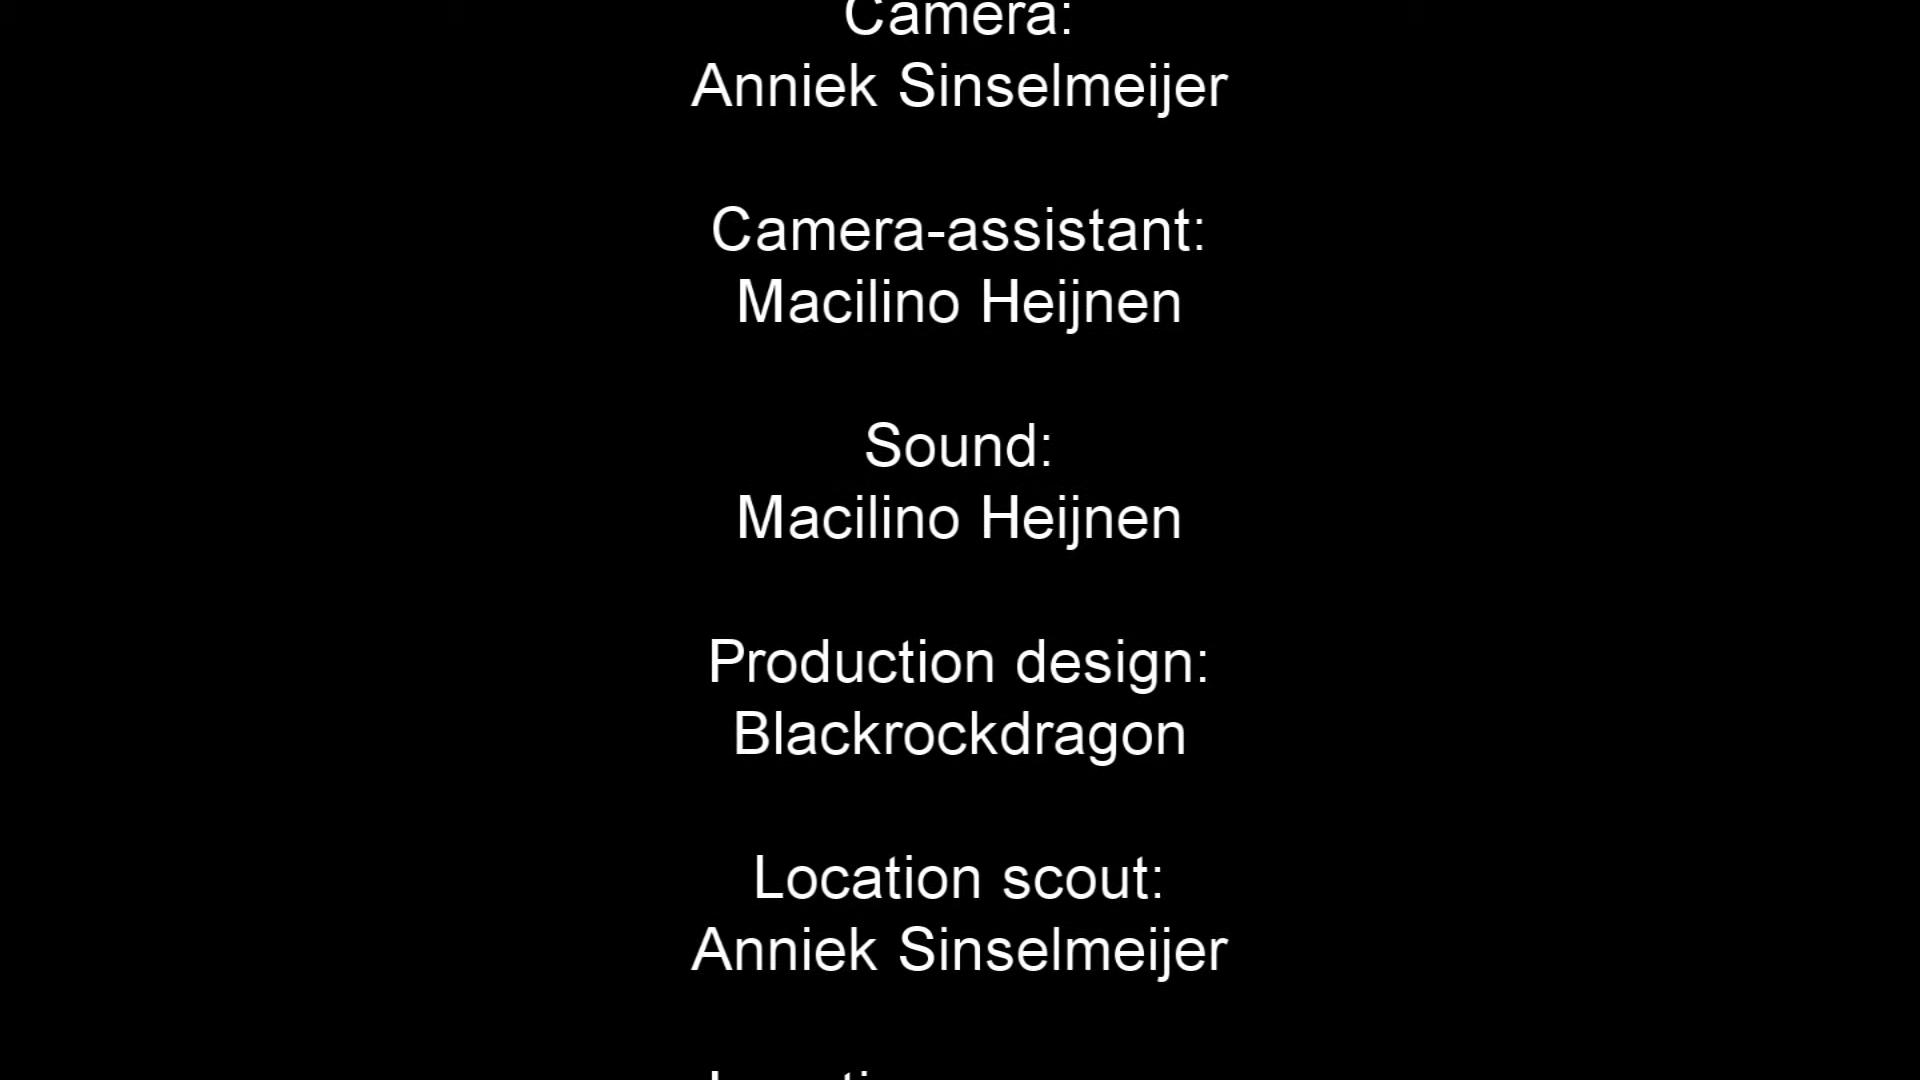 Camera:
Anniek Sinselmeijer
Camera-assistant:
Macilino Heijnen
Sound:
Macilino Heijnen
Production design:
Blackrockdragon
Location scout:
Anniek Sinselmeijer